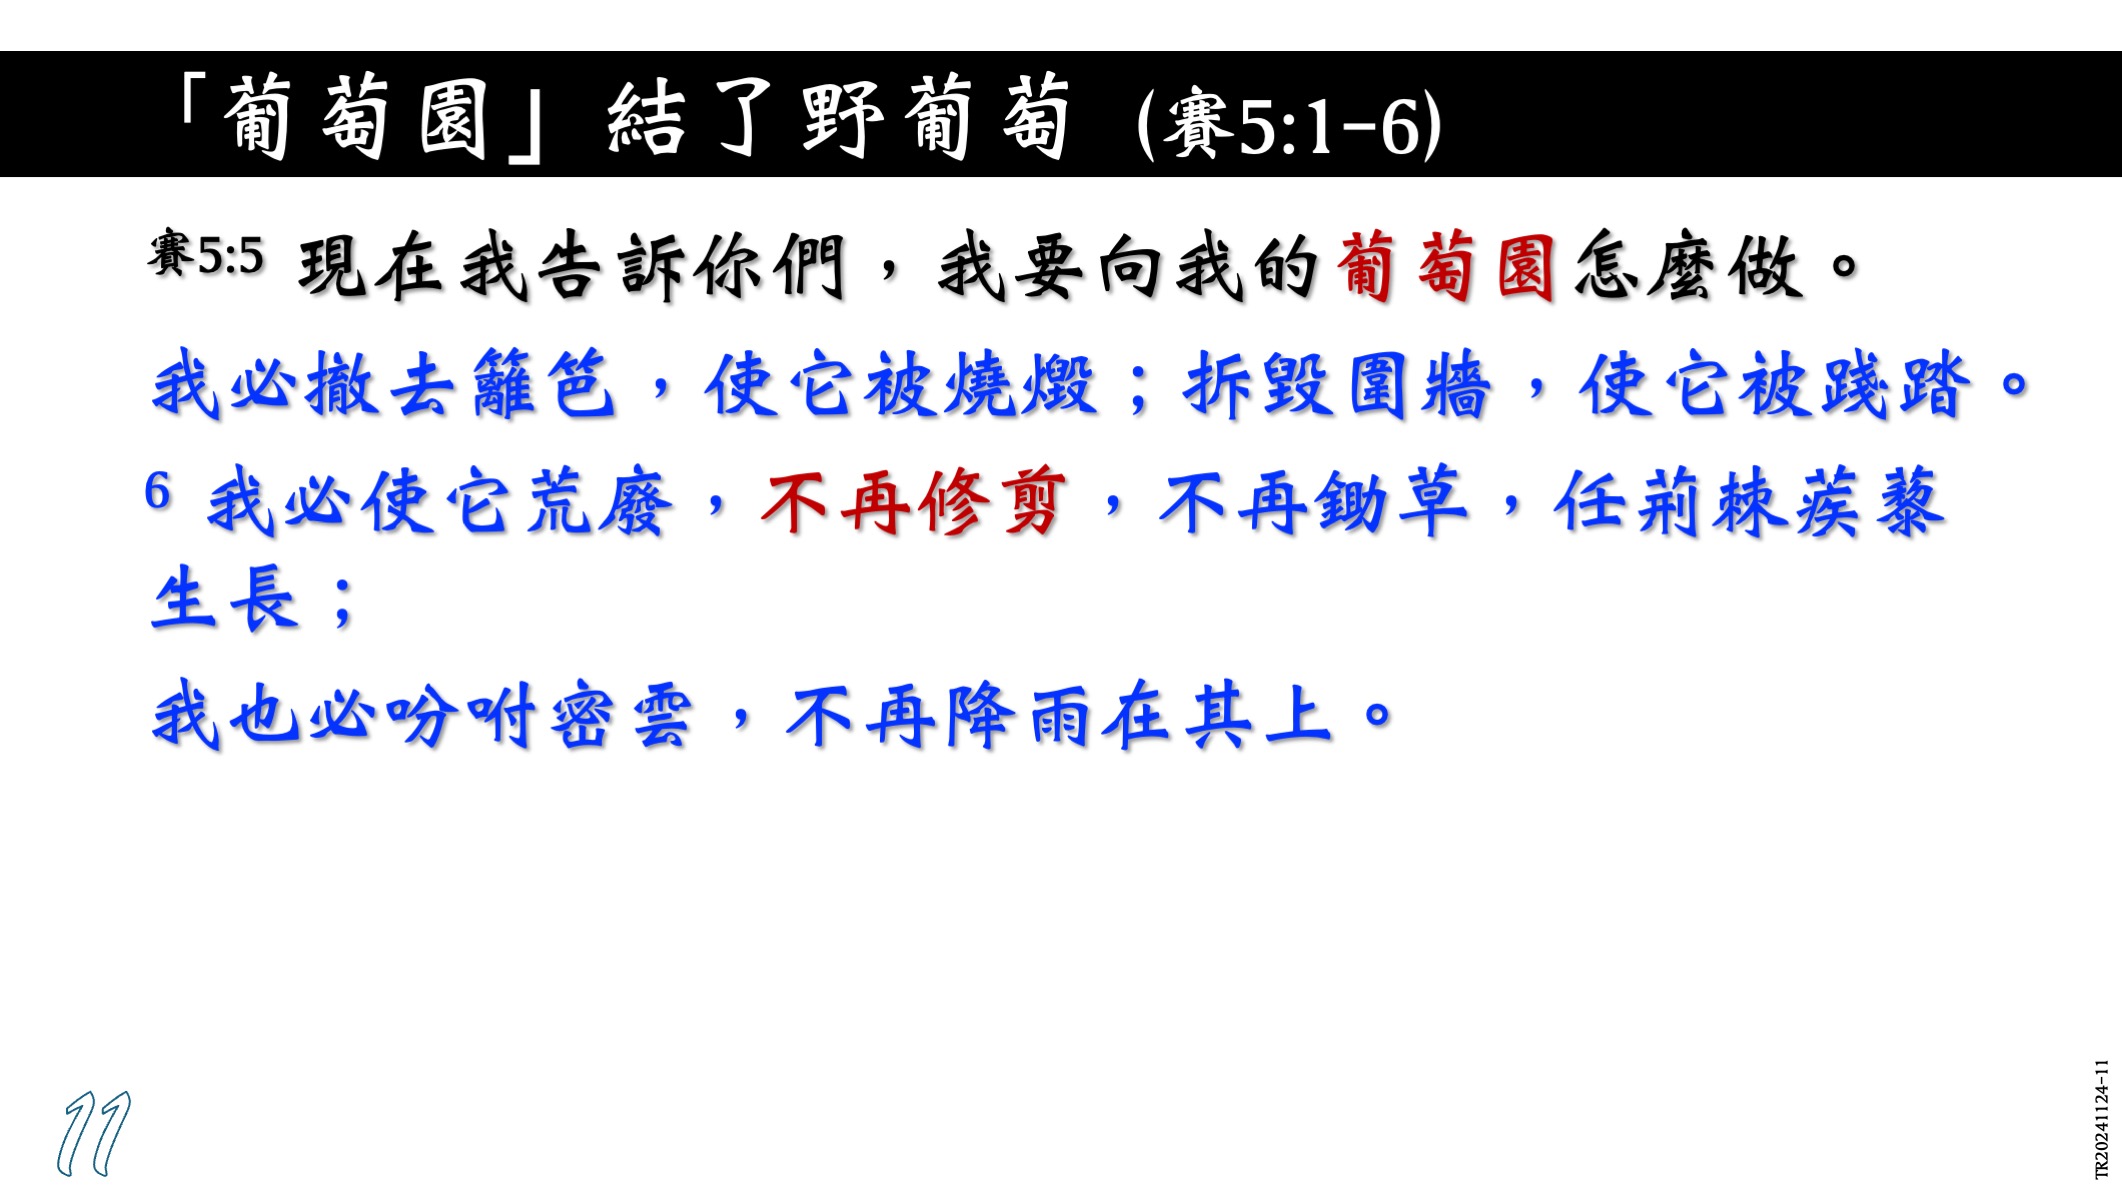 「葡萄園」結了野葡萄 (賽5:1-6)
賽5:5 現在我告訴你們，我要向我的葡萄園怎麼做。
我必撤去籬笆，使它被燒燬；拆毀圍牆，使它被踐踏。
6 我必使它荒廢，不再修剪，不再鋤草，任荊棘蒺藜
生長；
我也必吩咐密雲，不再降雨在其上。
11
TR20241124-11